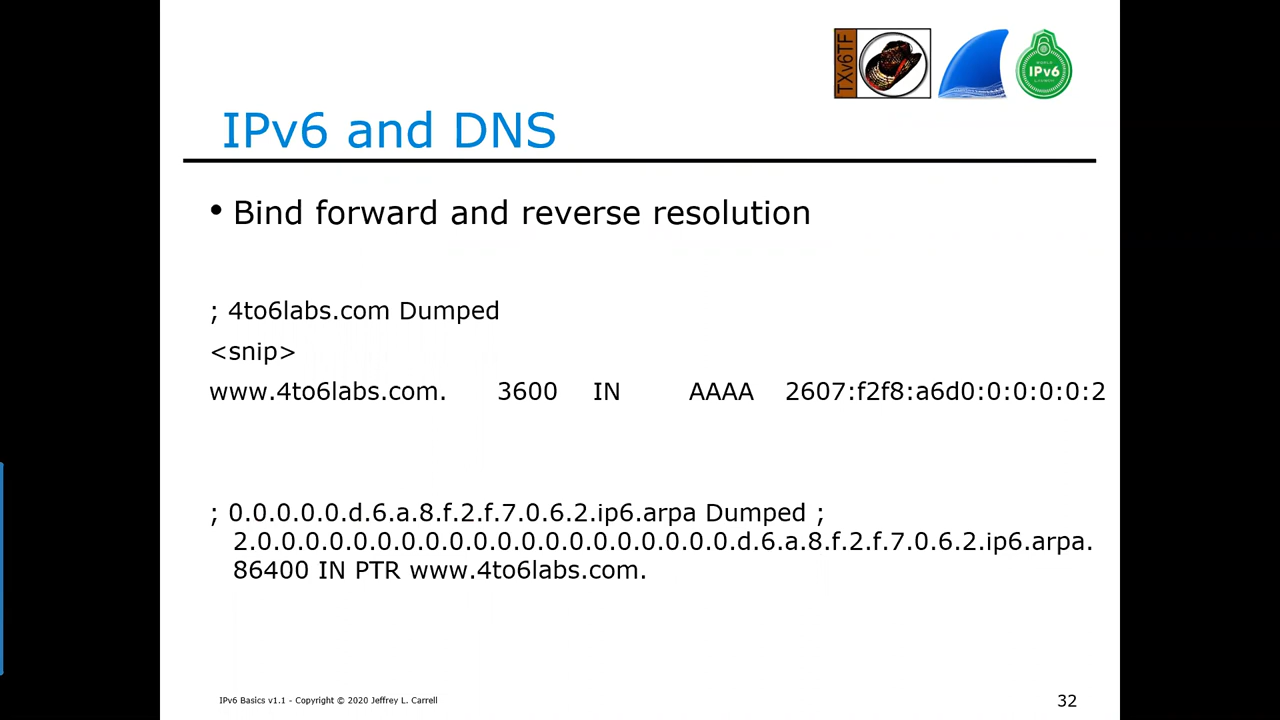 TXv6TF
WORLD
IPv6
LAUNCH
IPv6 and DNS
• Bind forward and reverse resolution
; 4to6labs.com Dumped
<snip>
www.4to6labs. com. 3600 IN AAAA 2607:f2f8:a6d0:0:0:0:0:2
; 0.0.0.0.0.d.6.a.8.f.2.f.7.0.6.2.ip6.arpa Dumped ;
2.0.0.0.0.0.0.0.0.0.0.0.0.0.0.0.0.0.0.0.0.d.6.a.8.f.2.f.7.0.6.2.ip6.arpa.
86400 IN PTR www.4to6labs.com.
IPv6 Basics v1.1 - Copyright © 2020 Jeffrey L. Carrell
32